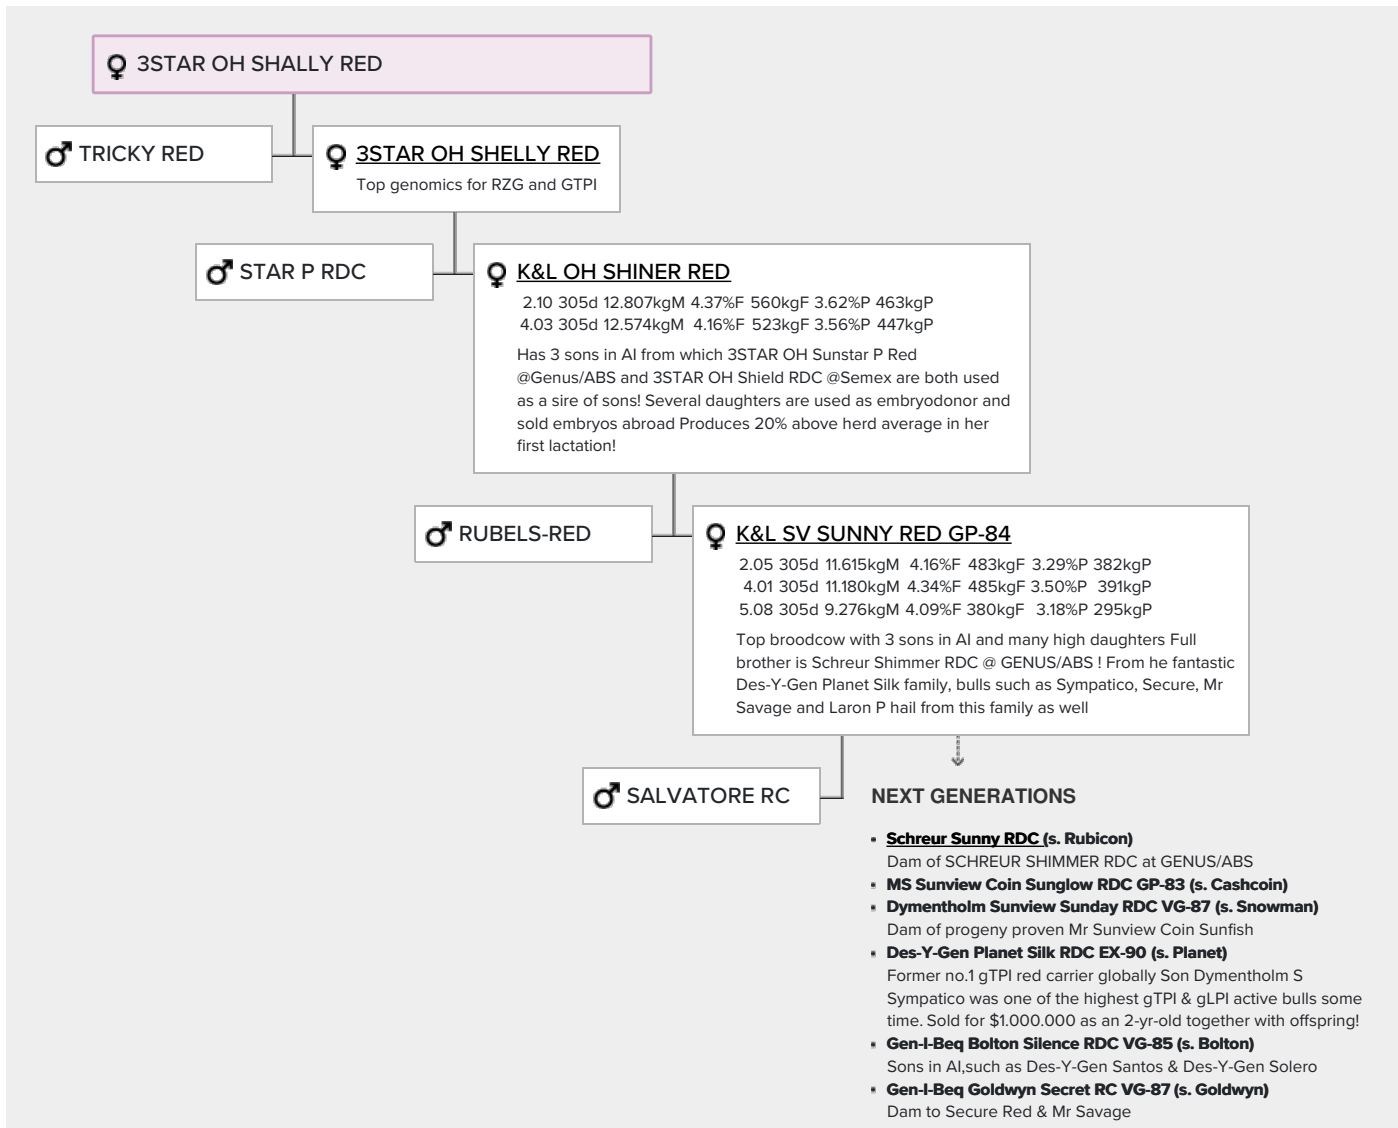 3STAR OH SHALLY RED
TRICKY RED
3STAR OH SHELLY RED
Top genomics for RZG and GTPI
STAR P RDC
K&L OH SHINER RED
2.10 305d 12.807kgM 4.37%F 560kgF 3.62%P 463kgP
4.03 305d 12.574kgM 4.16%F 523kgF 3.56%P 447kgP
Has 3 sons in AI from which 3STAR OH Sunstar P Red
@Genus/ABS and 3STAR OH Shield RDC @Semex are both used
as a sire of sons! Several daughters are used as embryodonor and
sold embryos abroad Produces 20% above herd average in her
first lactation!
RUBELS-RED
K&L SV SUNNY RED GP-84
2.05 305d 11.615kgM 4.16%F 483kgF 3.29%P 382kgP
4.01 305d 11.180kgM 4.34%F 485kgF 3.50%P 391kgP
5.08 305d 9.276kgM 4.09%F 380kgF 3.18%P 295kgP
Top broodcow with 3 sons in AI and many high daughters Full
brother is Schreur Shimmer RDC @ GENUS/ABS ! From he fantastic
Des-Y-Gen Planet Silk family, bulls such as Sympatico, Secure, Mr
Savage and Laron P hail from this family as well
SALVATORE RC
NEXT GENERATIONS
Schreur Sunny RDC (s. Rubicon)
Dam of SCHREUR SHIMMER RDC at GENUS/ABS
MS Sunview Coin Sunglow RDC GP-83 (s. Cashcoin)
Dymentholm Sunview Sunday RDC VG-87 (s. Snowman)
Dam of progeny proven Mr Sunview Coin Sunfish
Des-Y-Gen Planet Silk RDC EX-90 (s. Planet)
Former no.1 gTPI red carrier globally Son Dymentholm S
Sympatico was one of the highest gTPI & gLPI active bulls some
time. Sold for $1.000.000 as an 2-yr-old together with offspring!
Gen-I-Beq Bolton Silence RDC VG-85 (s. Bolton)
Sons in AI,such as Des-Y-Gen Santos & Des-Y-Gen Solero
Gen-I-Beq Goldwyn Secret RC VG-87 (s. Goldwyn)
Dam to Secure Red & Mr Savage